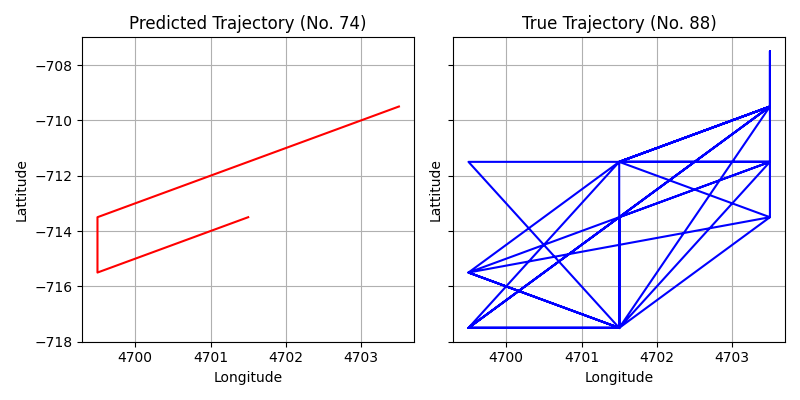 Predicted Trajectory (No. 74)
Lattitude
−708
−710
−712
−714
−716
−718
4700 4701 4702 4703
Longitude
True Trajectory (No. 88)
Lattitude
4700 4701 4702 4703
Longitude